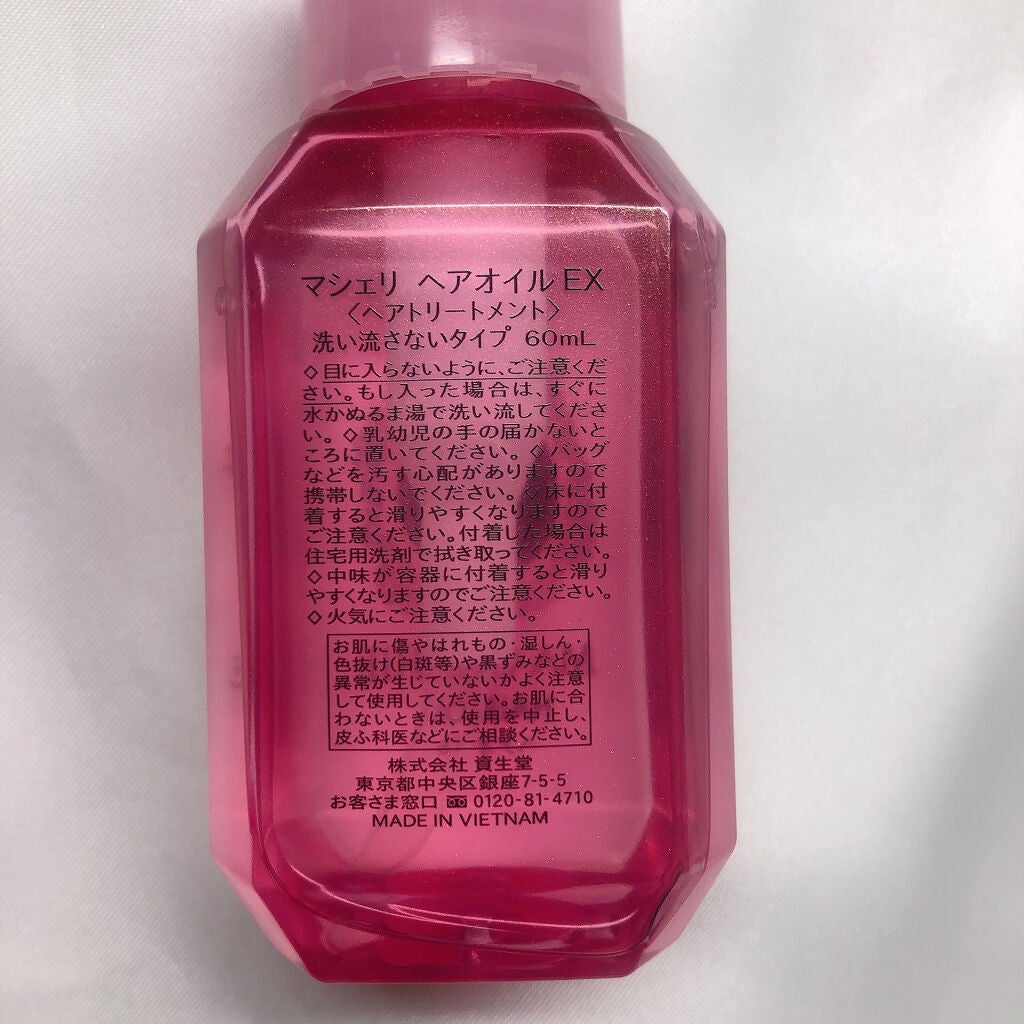 マシェリ ヘアオイル EX
〈ヘアトリートメント〉
洗い流さないタイプ 60mL
◇目に入らないように、ご注意くだ
さい。もし入った場合は、すぐに
水かぬるま湯で洗い流してくださ
い。◇乳幼児の手の届かないと
ころに置いてください。◇バッグ
などを汚す心配がありますので
携帯しないでください。◇床に付
着すると滑りやすくなりますので
ご注意ください。付着した場合は
住宅用洗剤で拭き取ってください。
◇中味が容器に付着すると滑り
やすくなりますのでご注意ください。
◇火気にご注意ください。
お肌に傷やはれもの・湿しん・
色抜け(白斑等)や黒ずみなどの
異常が生じていないかよく注意
して使用してください。お肌に合
わないときは、使用を中止し、
皮ふ科医などにご相談ください。
株式会社 資生堂
東京都中央区銀座7-5-5
お客さま窓口 0120-81-4710
MADE IN VIETNAM